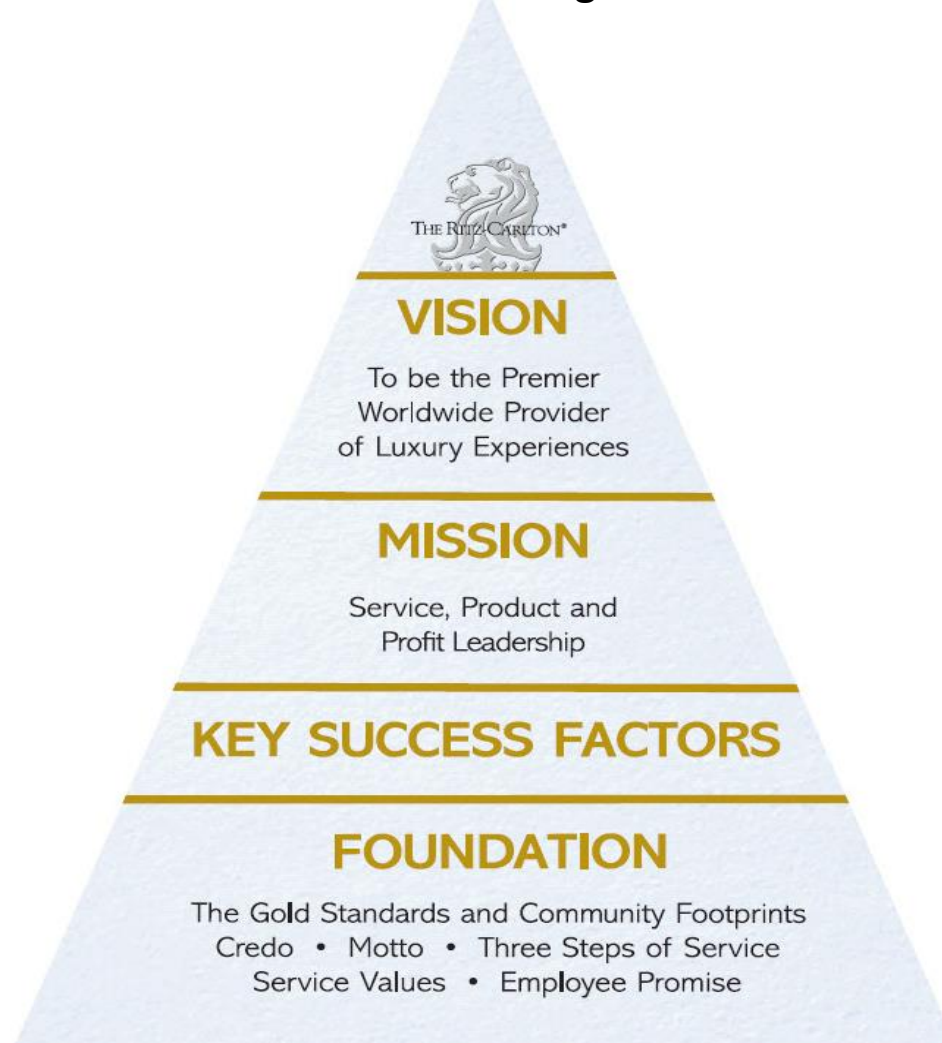 THE RITZ-CARLTON®
VISION
To be the Premier
Worldwide Provider
of Luxury Experiences
MISSION
Service, Product and
Profit Leadership
KEY SUCCESS FACTORS
FOUNDATION
The Gold Standards and Community Footprints
Credo • Motto • Three Steps of Service
Service Values • Employee Promise